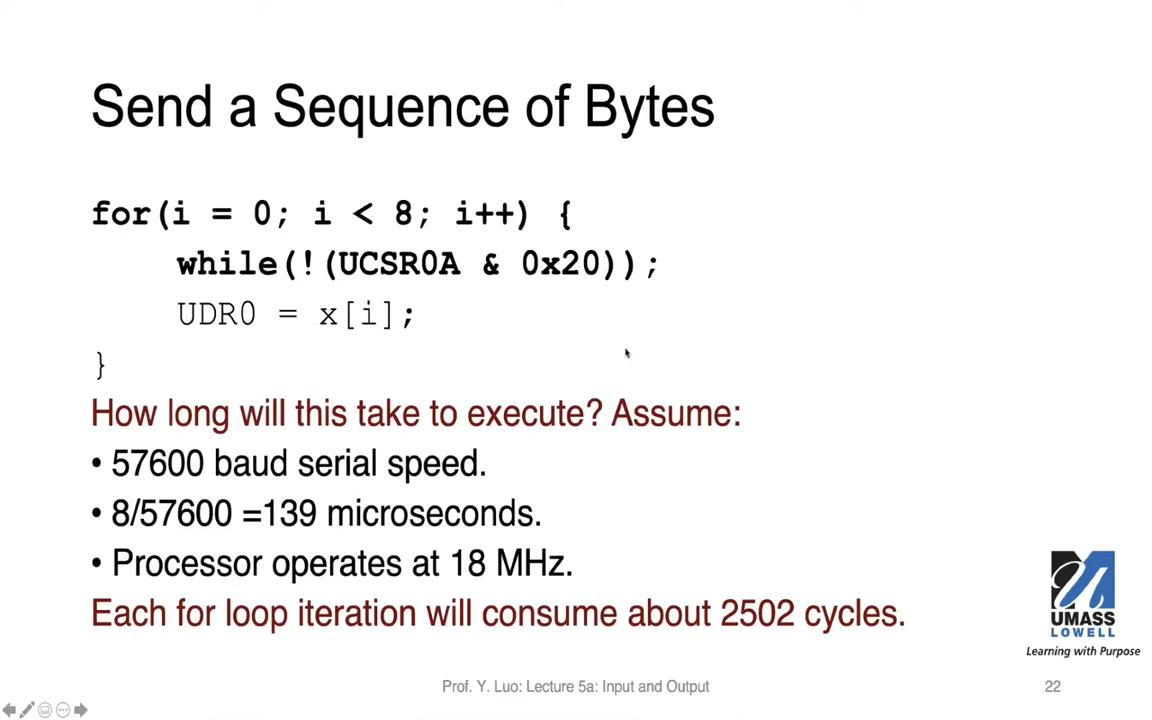 Send a Sequence of Bytes
for(i = 0; i < 8; i++) {
while(!(UCSR0A & 0x20));
UDR0 = x[i];
}
How long will this take to execute? Assume:
• 57600 baud serial speed.
• 8/57600 =139 microseconds.
• Processor operates at 18 MHz.
Each for loop iteration will consume about 2502 cycles.
UMASS
LOWELL
Learning with Purpose
Prof. Y. Luo: Lecture 5a: Input and Output
22